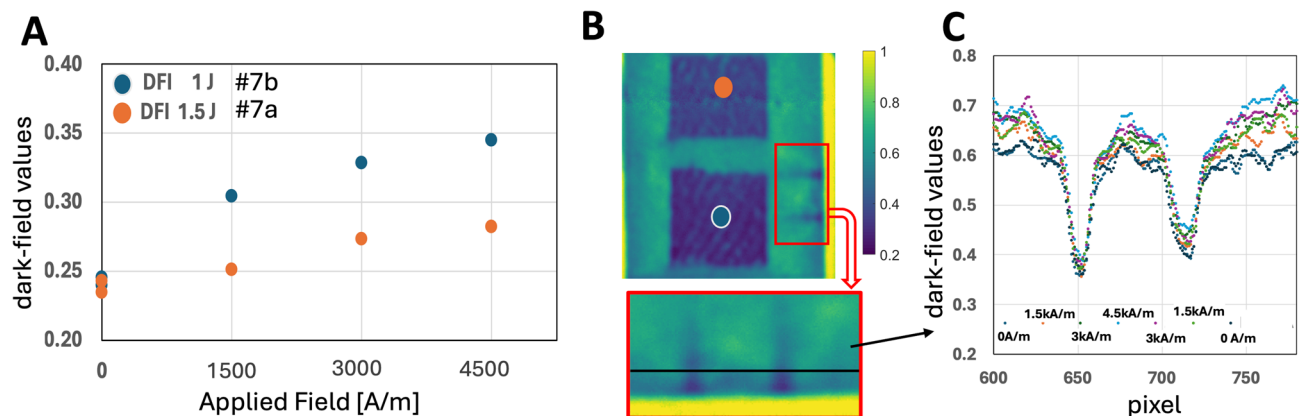 A
0.40
0.35
0.30
0.25
0.20
dark-field values
DFI 1 J #7b
DFI 1.5 J #7a
0 1500 3000 4500
Applied Field [A/m]
B
1
0.8
0.6
0.4
0.2
C
0.8
0.7
0.6
0.5
0.4
0.3
0.2
dark-field values
1.5kA/m 4.5kA/m 1.5kA/m
0A/m 3kA/m 3kA/m 0 A/m
600 650 700 750
pixel